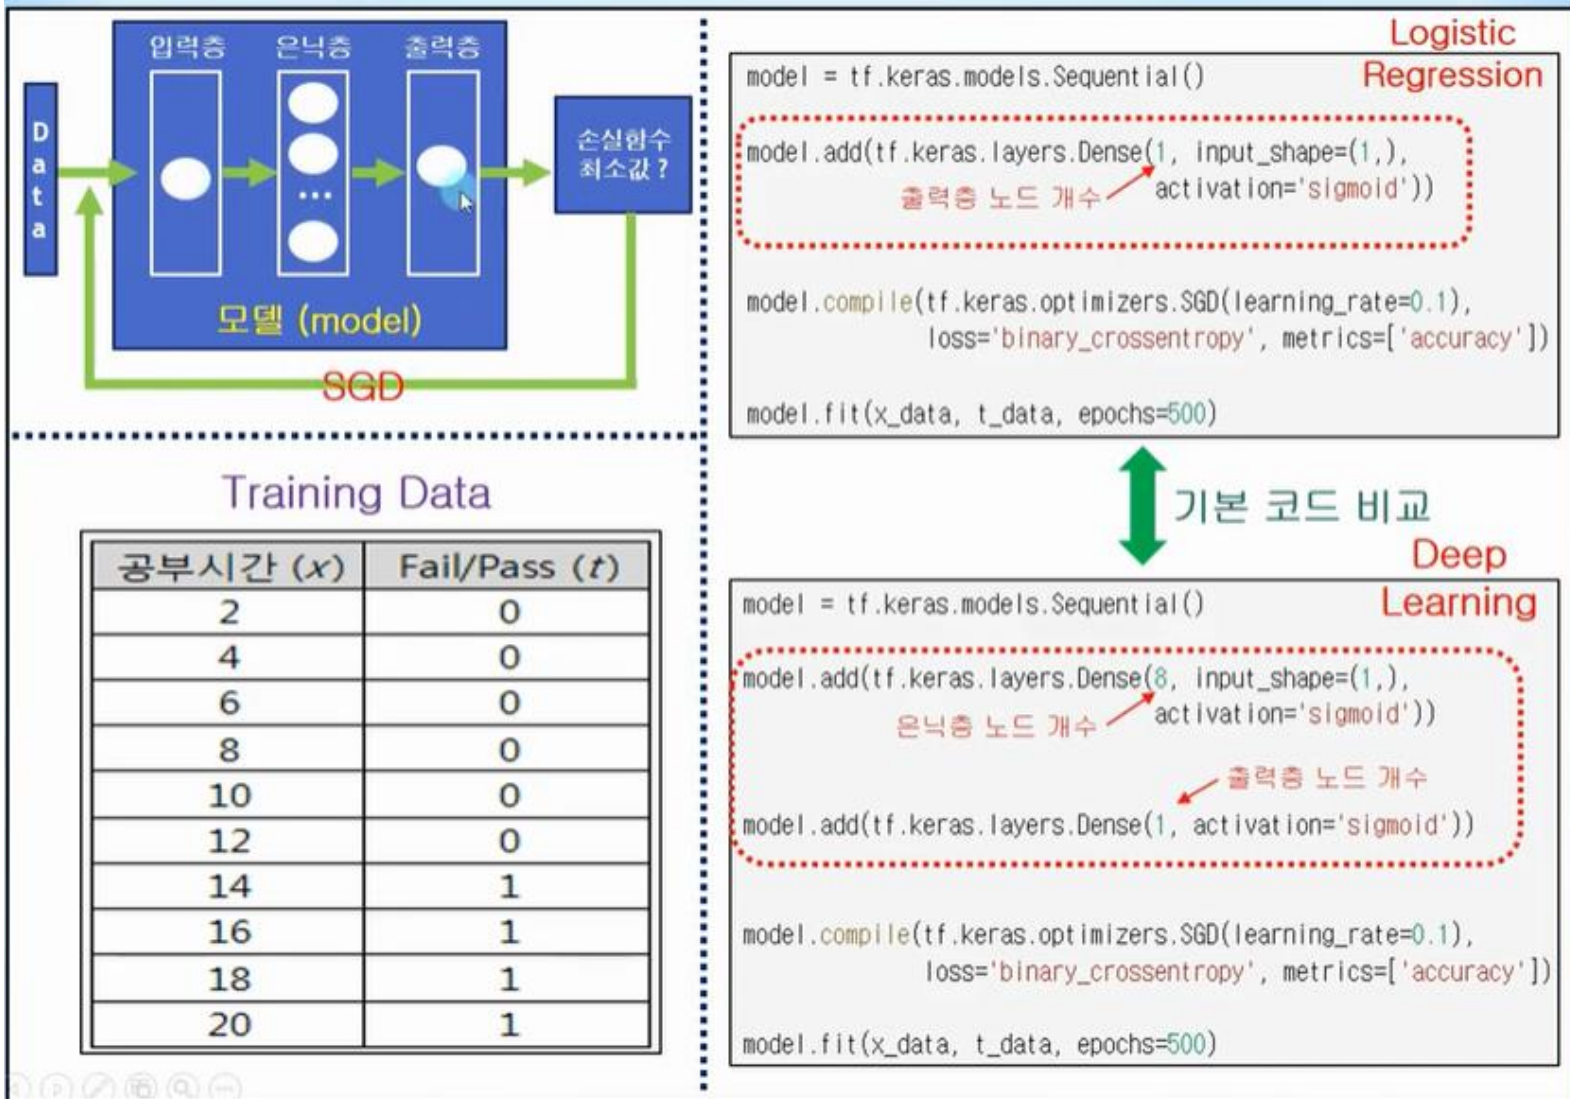 입력층 은닉층 출력층
Data
손실함수
최소값 ?
모델 (model)
SGD
Training Data
공부시간 (x) Fail/Pass (t)
2 0
4 0
6 0
8 0
10 0
12 0
14 1
16 1
18 1
20 1
Logistic
Regression
model = tf.keras.models.Sequential()
model.add(tf.keras.layers.Dense(1, input_shape=(1,),
출력층 노드 개수 activation='sigmoid'))
model.compile(tf.keras.optimizers.SGD(learning_rate=0.1),
loss='binary_crossentropy', metrics=['accuracy'])
model.fit(x_data, t_data, epochs=500)
기본 코드 비교
Deep
Learning
model = tf.keras.models.Sequential()
model.add(tf.keras.layers.Dense(8, input_shape=(1,),
은닉층 노드 개수 activation='sigmoid'))
출력층 노드 개수
model.add(tf.keras.layers.Dense(1, activation='sigmoid'))
model.compile(tf.keras.optimizers.SGD(learning_rate=0.1),
loss='binary_crossentropy', metrics=['accuracy'])
model.fit(x_data, t_data, epochs=500)